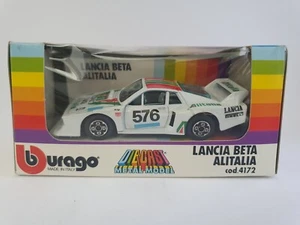 LANCIA BETA
ALITALIA
576
LANCIA
burago
MADE IN ITALY
DIECAST
METAL MODEL
LANCIA BETA
ALITALIA
cod. 4172